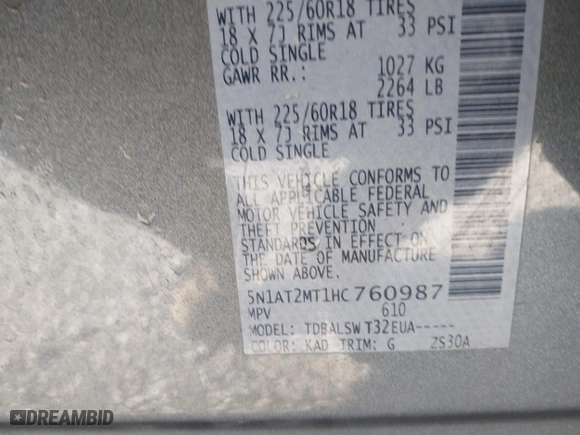 WITH 225/60R18 TIRES
18 X 7J RIMS AT 33 PSI
COLD SINGLE
GAWR RR.: 1027 KG
2264 LB
WITH 225/60R18 TIRES
18 X 7J RIMS AT 33 PSI
COLD SINGLE
THIS VEHICLE CONFORMS TO
ALL APPLICABLE FEDERAL
MOTOR VEHICLE SAFETY AND
THEFT PREVENTION
STANDARDS IN EFFECT ON
THE DATE OF MANUFACTURE
SHOWN ABOVE.
5N1AT2MT1HC760987
MPV 610
MODEL: TDBALSW T32EUA-----
COLOR: KAD TRIM: G 2S30A
DREAMBID